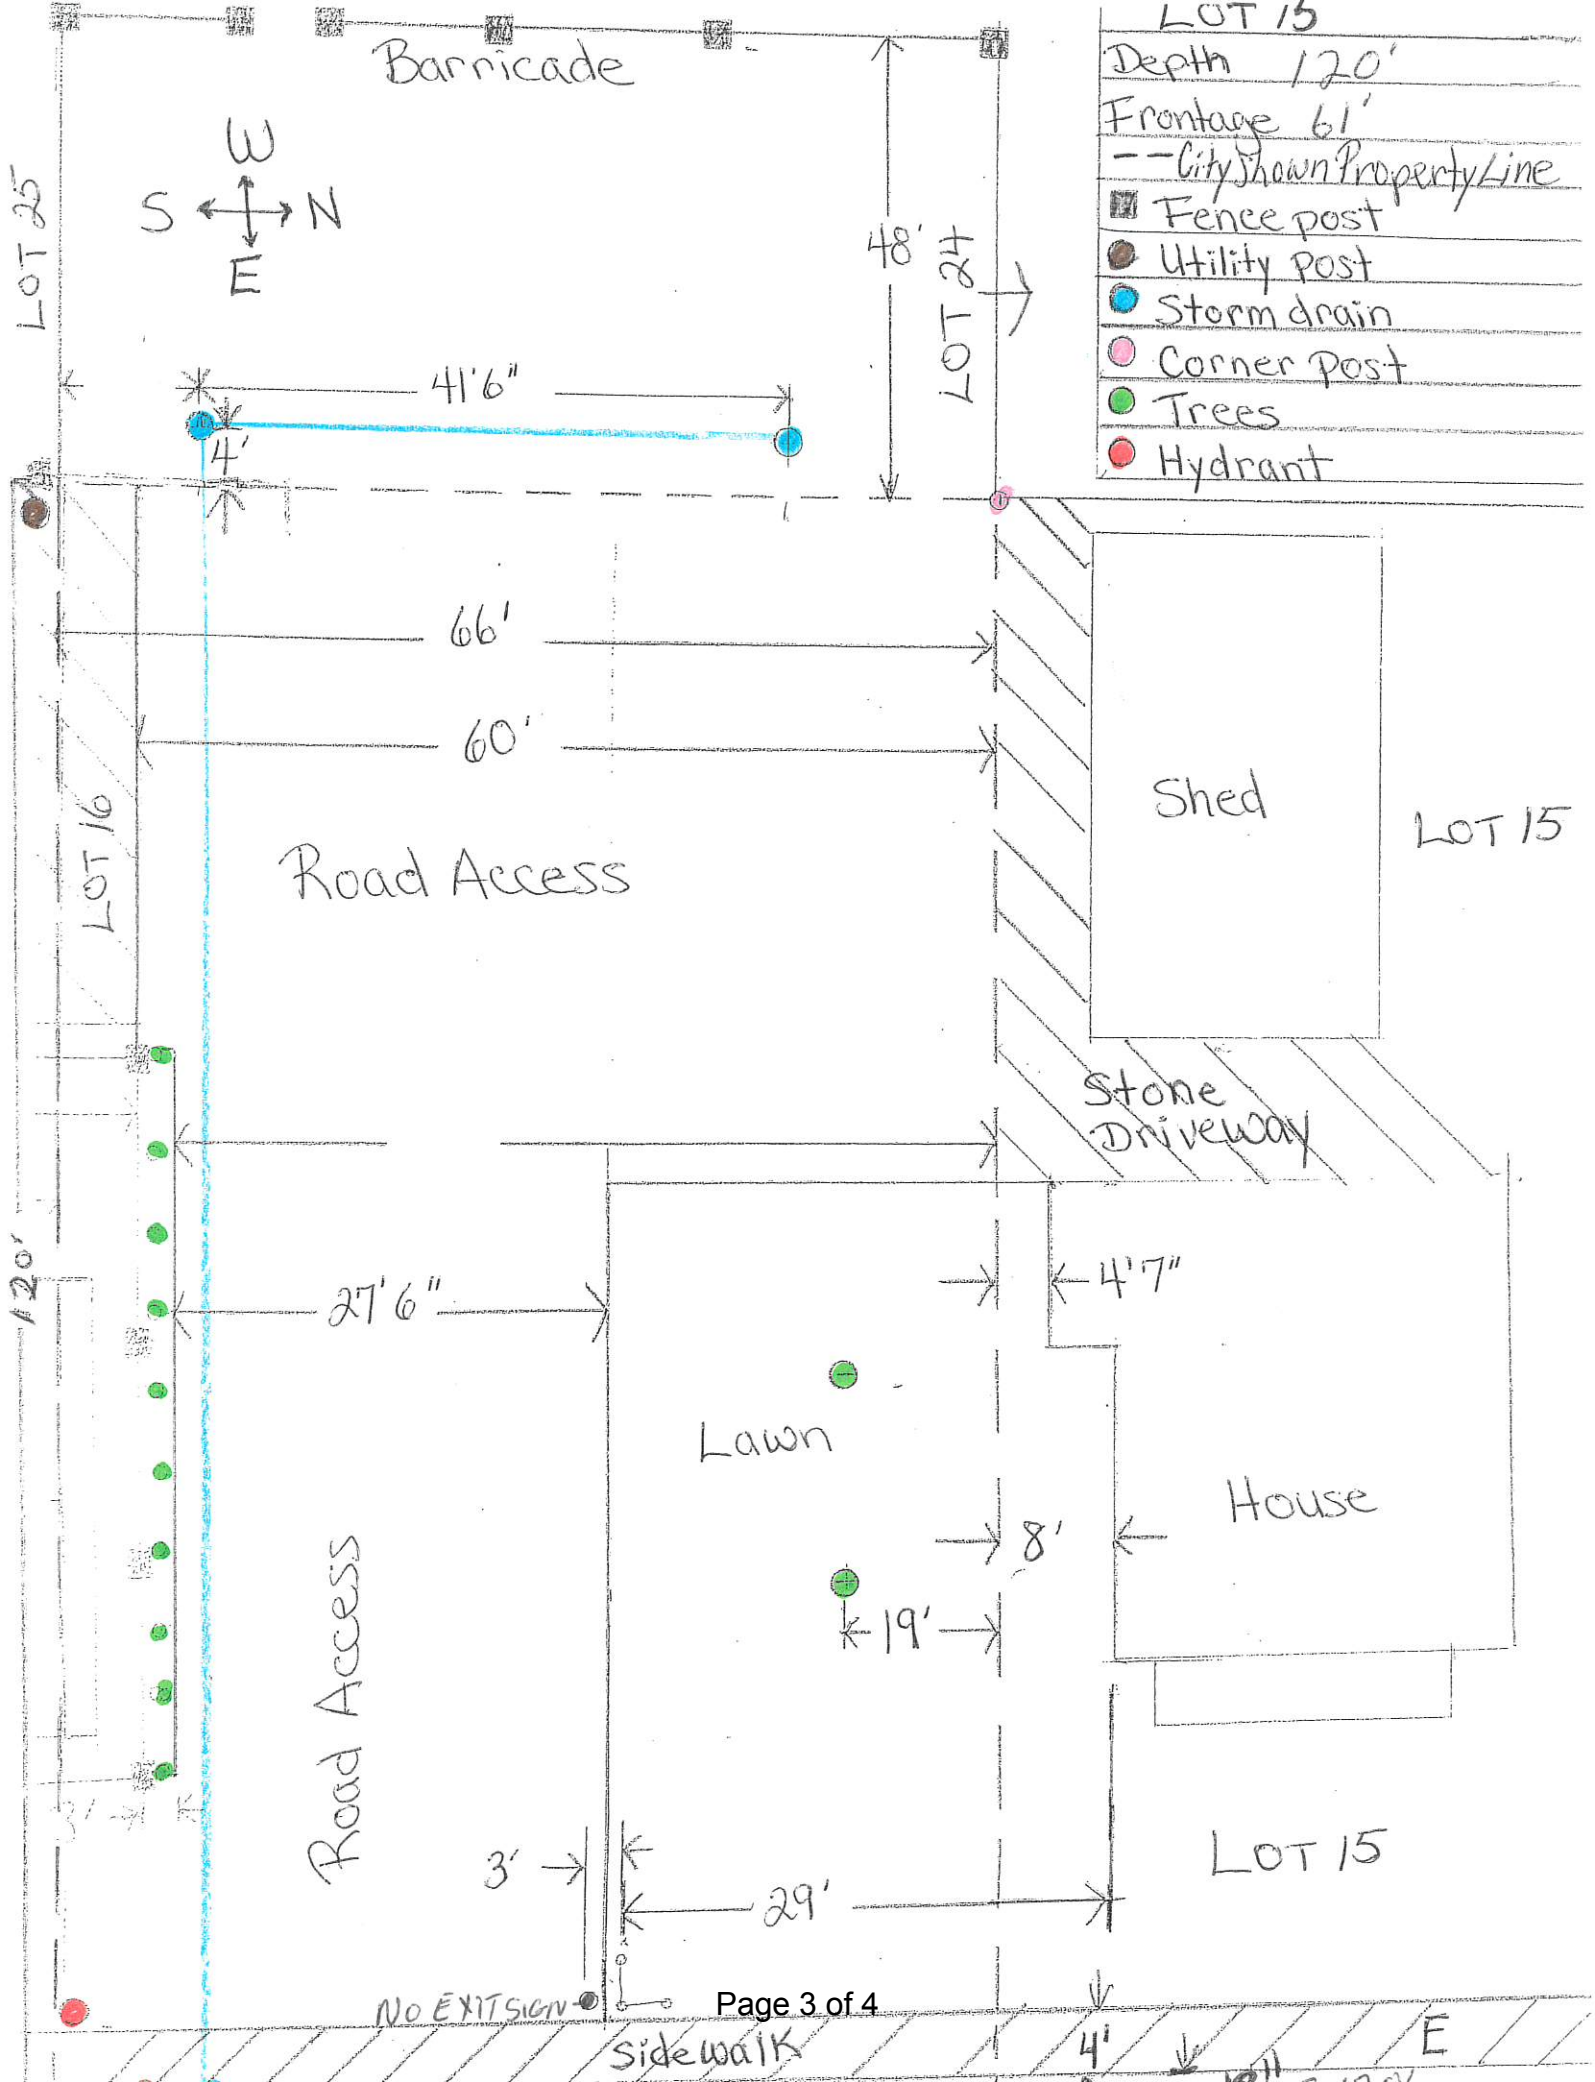 LOT 15
Depth 120'
Frontage 61'
-- City Shown Property Line
Fence post
Utility post
Storm drain
Corner Post
Trees
Hydrant
Barricade
W
S N
E
LOT 25
48'
LOT 24
41'6"
4'
66'
60'
LOT 16
Road Access
Shed
LOT 15
Stone
Driveway
120'
27'6"
4'7"
Lawn
House
8'
19'
Road Access
3'
3'
29'
LOT 15
NO EXIT SIGN
Page 3 of 4
Sidewalk
4'
E